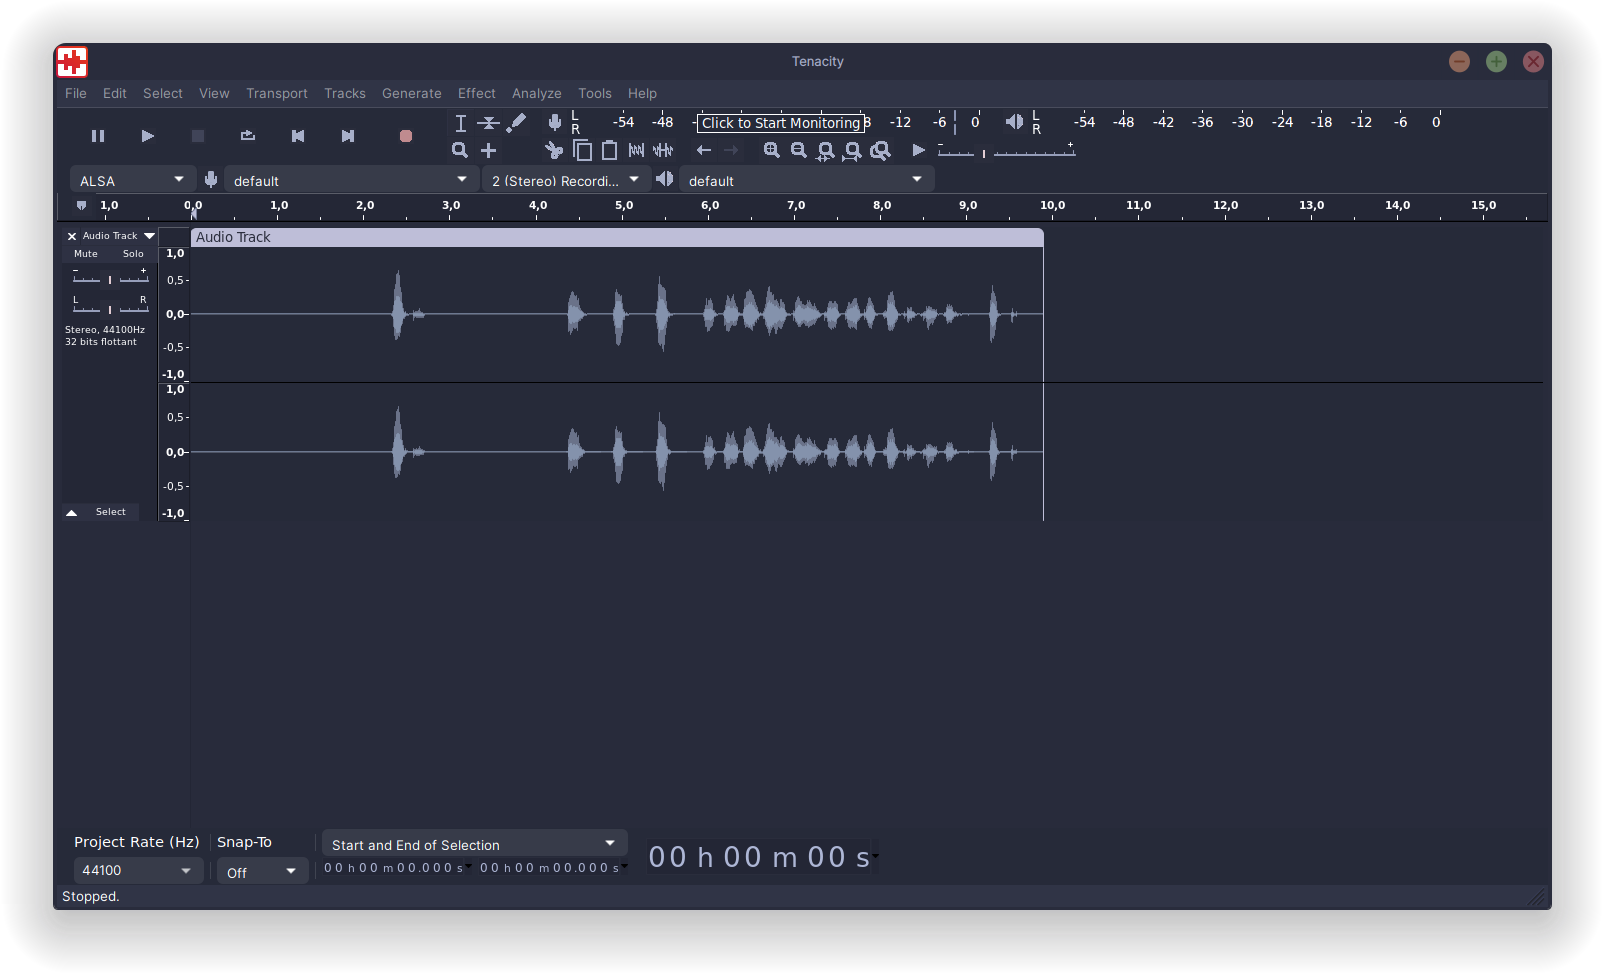 Tenacity
File Edit Select View Transport Tracks Generate Effect Analyze Tools Help
L
R
-54 -48 - Click to Start Monitoring 8 -12 -6 0
L
R
-54 -48 -42 -36 -30 -24 -18 -12 -6 0
- +
ALSA default 2 (Stereo) Recordi... default
1,0 0,0 1,0 2,0 3,0 4,0 5,0 6,0 7,0 8,0 9,0 10,0 11,0 12,0 13,0 14,0 15,0
Audio Track
Mute Solo
- +
L R
Stereo, 44100Hz
32 bits flottant
Select
Audio Track
1,0
0,5
0,0
-0,5
-1,0
1,0
0,5
0,0
-0,5
-1,0
Project Rate (Hz) Snap-To
44100 Off
Start and End of Selection
00 h 00 m 00.000 s 00 h 00 m 00.000 s
00 h 00 m 00 s
Stopped.